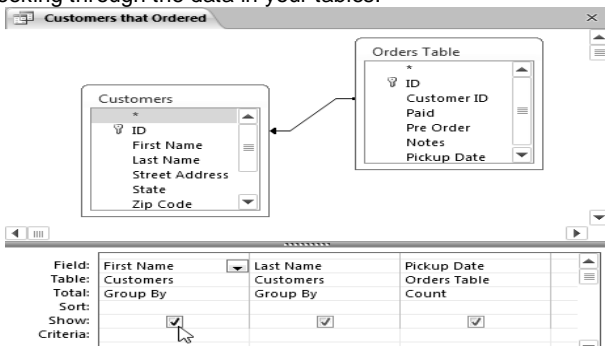 ooking through the data in your tables.
Customers that Ordered
Orders Table
*
ID
Customer ID
Paid
Pre Order
Notes
Pickup Date
Customers
*
ID
First Name
Last Name
Street Address
State
Zip Code
Field: First Name Last Name Pickup Date
Table: Customers Customers Orders Table
Total: Group By Group By Count
Sort:
Show:
Criteria: